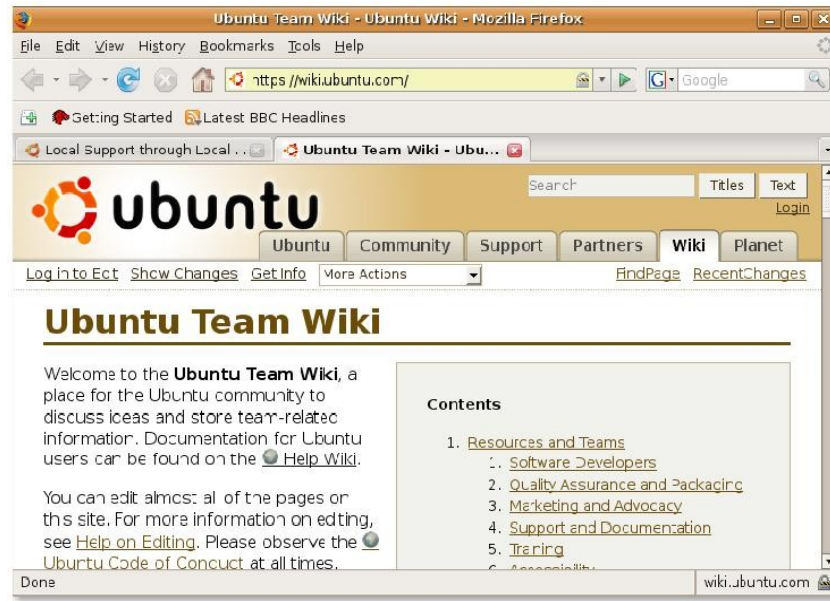 Ubuntu Team Wiki - Ubuntu Wiki - Mozilla Firefox
File Edit View History Bookmarks Tools Help
https://wiki.ubuntu.com/ G Google
Getting Started Latest BBC Headlines
Local Support through Local ... Ubuntu Team Wiki - Ubu...
ubuntu
Search Titles Text
Login
Ubuntu Community Support Partners Wiki Planet
Log in to Edit Show Changes Get Info More Actions FindPage RecentChanges
Ubuntu Team Wiki
Welcome to the Ubuntu Team Wiki, a
place for the Ubuntu community to
discuss ideas and store team-related
information. Documentation for Ubuntu
users can be found on the Help Wiki.
You can edit almost all of the pages on
this site. For more information on editing,
see Help on Editing. Please observe the
Ubuntu Code of Conduct at all times.
Contents
1. Resources and Teams
1. Software Developers
2. Quality Assurance and Packaging
3. Marketing and Advocacy
4. Support and Documentation
5. Training
6. Accessibility
Done wiki.ubuntu.com